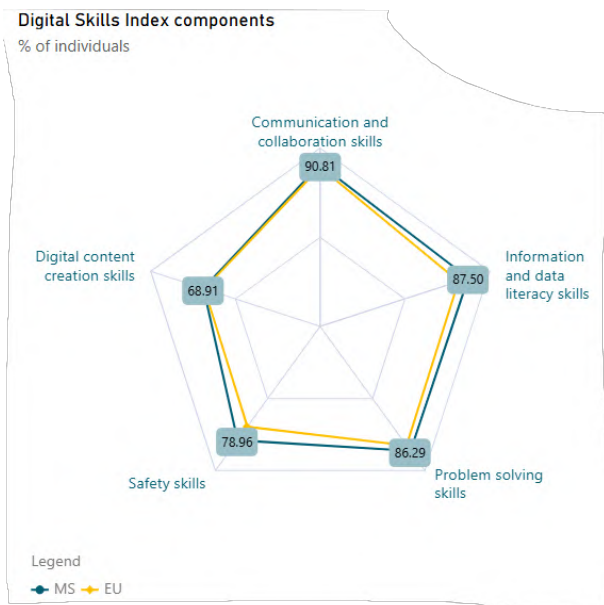 Digital Skills Index components
% of individuals
Communication and
collaboration skills
90.81
Digital content
creation skills
68.91
Information
and data
literacy skills
87.50
78.96
Safety skills
86.29
Problem solving
skills
Legend
MS EU